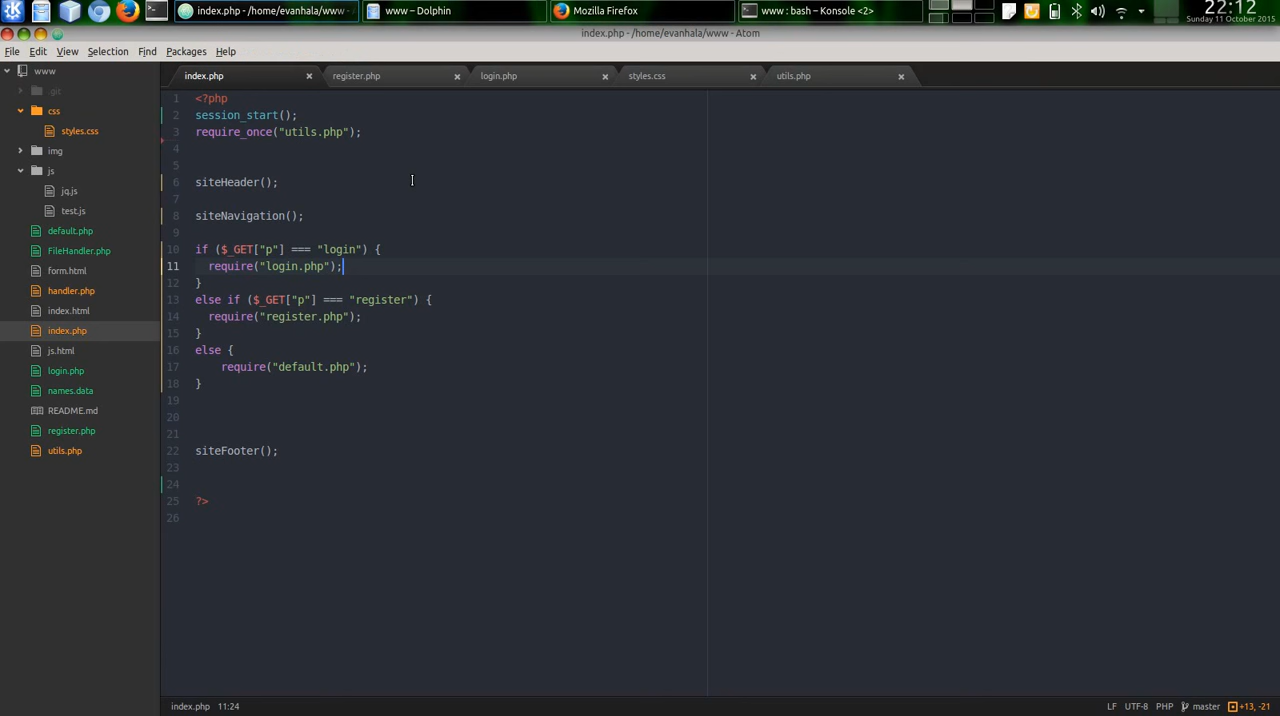 index.php - /home/evanhala/www -
www – Dolphin
Mozilla Firefox
www : bash – Konsole <2>
22:12
Sunday 11 October 2015
index.php - /home/evanhala/www - Atom
File Edit View Selection Find Packages Help
www
index.php
register.php
login.php
styles.css
utils.php
.git
css
styles.css
img
js
jq.js
test.js
default.php
FileHandler.php
form.html
handler.php
index.html
index.php
js.html
login.php
names.data
README.md
register.php
utils.php
1 <?php
2 session_start();
3 require_once("utils.php");
4
5
6 siteHeader();
7
8 siteNavigation();
9
10 if ($_GET["p"] === "login") {
11 require("login.php");
12 }
13 else if ($_GET["p"] === "register") {
14 require("register.php");
15 }
16 else {
17 require("default.php");
18 }
19
20
21
22 siteFooter();
23
24
25 ?>
26
index.php 11:24
LF UTF-8 PHP master +13, -21